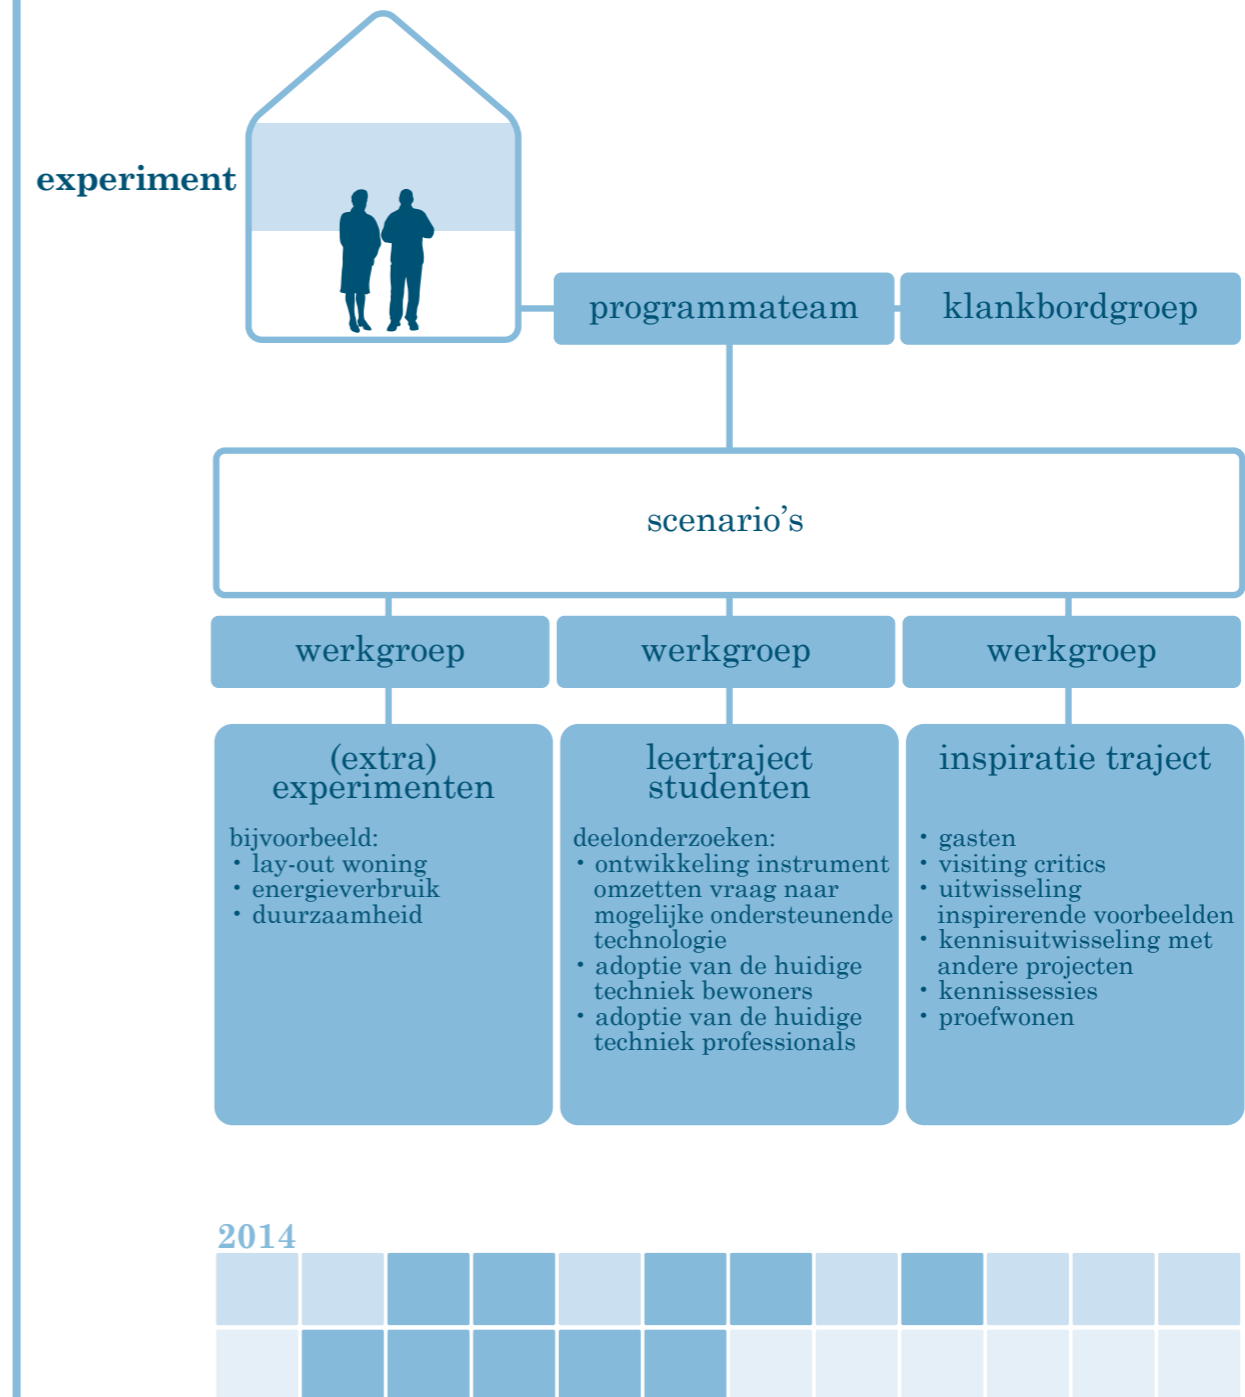 experiment
programmateam
klankbordgroep
scenario's
werkgroep
werkgroep
werkgroep
(extra)
experimenten
bijvoorbeeld:
• lay-out woning
• energieverbruik
• duurzaamheid
leertraject
studenten
deelonderzoeken:
• ontwikkeling instrument
omzetten vraag naar
mogelijke ondersteunende
technologie
• adoptie van de huidige
techniek bewoners
• adoptie van de huidige
techniek professionals
inspiratie traject
• gasten
• visiting critics
• uitwisseling
inspirerende voorbeelden
• kennisuitwisseling met
andere projecten
• kennissessies
• proefwonen
2014